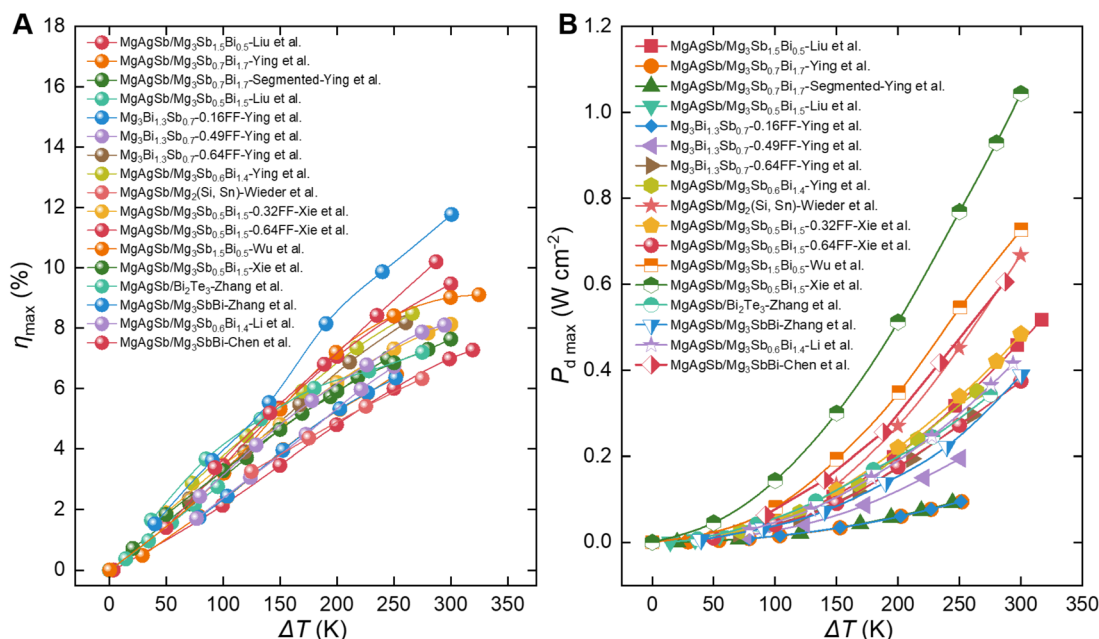 A
η max (%)
18
16
14
12
10
8
6
4
2
0
MgAgSb/Mg₃Sb₁.₅Bi₀.₅-Liu et al.
MgAgSb/Mg₃Sb₀.₇Bi₁.₇-Ying et al.
MgAgSb/Mg₃Sb₀.₇Bi₁.₇-Segmented-Ying et al.
MgAgSb/Mg₃Sb₀.₅Bi₁.₅-Liu et al.
Mg₃Bi₁.₃Sb₀.₇-0.16FF-Ying et al.
Mg₃Bi₁.₃Sb₀.₇-0.49FF-Ying et al.
Mg₃Bi₁.₃Sb₀.₇-0.64FF-Ying et al.
MgAgSb/Mg₃Sb₀.₆Bi₁.₄-Ying et al.
MgAgSb/Mg₂(Si, Sn)-Wieder et al.
MgAgSb/Mg₃Sb₀.₅Bi₁.₅-0.32FF-Xie et al.
MgAgSb/Mg₃Sb₀.₅Bi₁.₅-0.64FF-Xie et al.
MgAgSb/Mg₃Sb₁.₅Bi₀.₅-Wu et al.
MgAgSb/Mg₃Sb₀.₅Bi₁.₅-Xie et al.
MgAgSb/Bi₂Te₃-Zhang et al.
MgAgSb/Mg₃SbBi-Zhang et al.
MgAgSb/Mg₃Sb₀.₆Bi₁.₄-Li et al.
MgAgSb/Mg₃SbBi-Chen et al.
0 50 100 150 200 250 300 350
ΔT (K)
B
P d max (W cm⁻²)
1.2
1.0
0.8
0.6
0.4
0.2
0.0
MgAgSb/Mg₃Sb₁.₅Bi₀.₅-Liu et al.
MgAgSb/Mg₃Sb₀.₇Bi₁.₇-Ying et al.
MgAgSb/Mg₃Sb₀.₇Bi₁.₇-Segmented-Ying et al.
MgAgSb/Mg₃Sb₀.₅Bi₁.₅-Liu et al.
Mg₃Bi₁.₃Sb₀.₇-0.16FF-Ying et al.
Mg₃Bi₁.₃Sb₀.₇-0.49FF-Ying et al.
Mg₃Bi₁.₃Sb₀.₇-0.64FF-Ying et al.
MgAgSb/Mg₃Sb₀.₆Bi₁.₄-Ying et al.
MgAgSb/Mg₂(Si, Sn)-Wieder et al.
MgAgSb/Mg₃Sb₀.₅Bi₁.₅-0.32FF-Xie et al.
MgAgSb/Mg₃Sb₀.₅Bi₁.₅-0.64FF-Xie et al.
MgAgSb/Mg₃Sb₁.₅Bi₀.₅-Wu et al.
MgAgSb/Mg₃Sb₀.₅Bi₁.₅-Xie et al.
MgAgSb/Bi₂Te₃-Zhang et al.
MgAgSb/Mg₃SbBi-Zhang et al.
MgAgSb/Mg₃Sb₀.₆Bi₁.₄-Li et al.
MgAgSb/Mg₃SbBi-Chen et al.
0 50 100 150 200 250 300 350
ΔT (K)